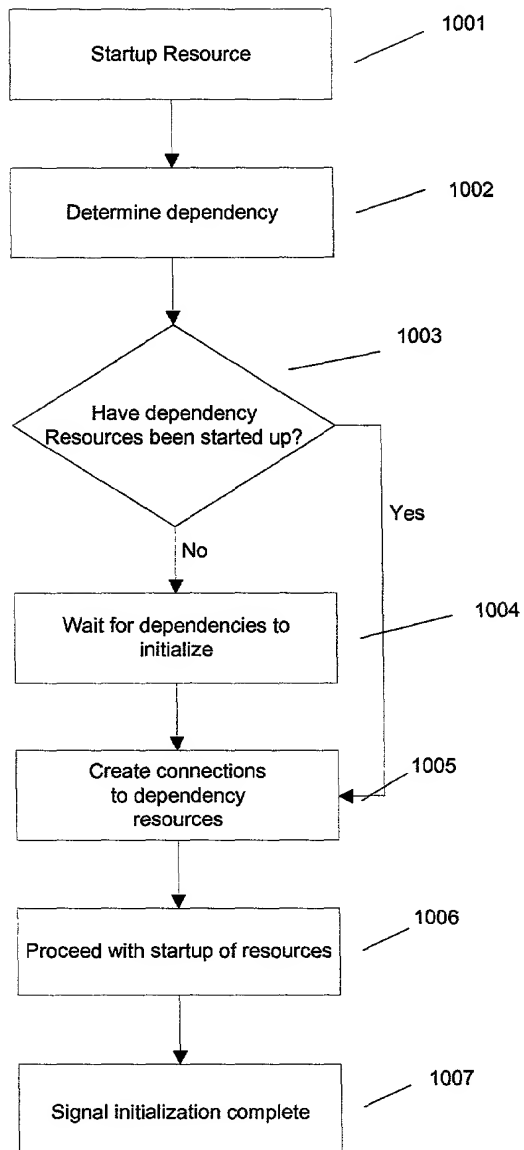 1001
Startup Resource
1002
Determine dependency
1003
Have dependency
Resources been started up?
Yes
No
1004
Wait for dependencies to
initialize
1005
Create connections
to dependency
resources
1006
Proceed with startup of resources
1007
Signal initialization complete